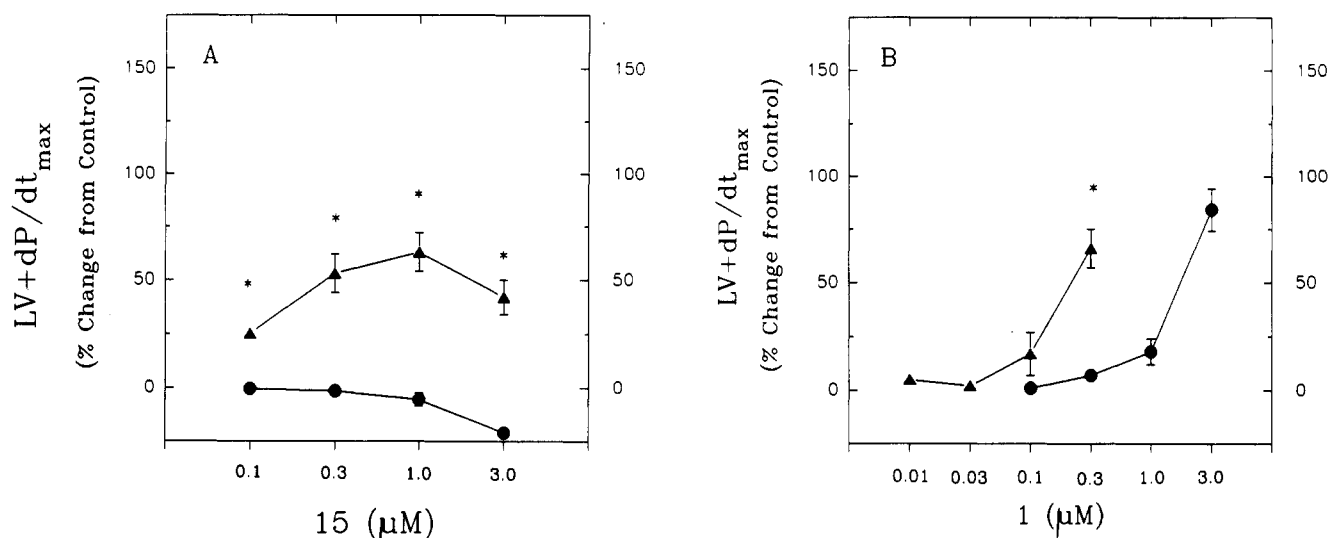 A
LV+dP/dt max
(% Change from Control)
150
100
50
0
150
100
50
0
* * * *
0.1 0.3 1.0 3.0
15 (μM)
B
LV+dP/dt max
(% Change from Control)
150
100
50
0
150
100
50
0
*
0.01 0.03 0.1 0.3 1.0 3.0
1 (μM)